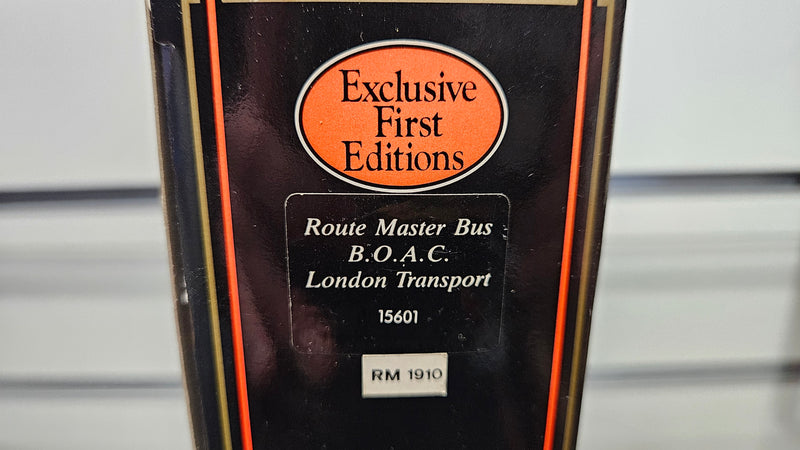 Exclusive
First
Editions
Route Master Bus
B.O.A.C.
London Transport
15601
RM 1910